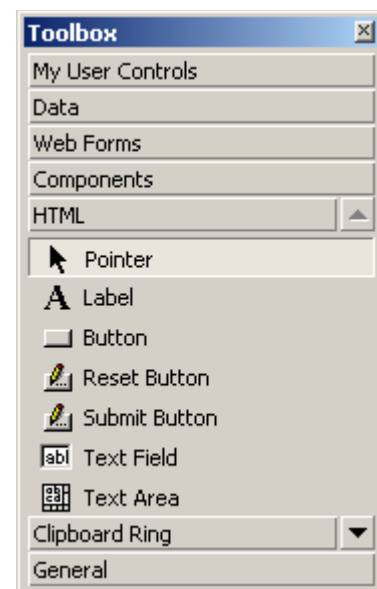 Toolbox
My User Controls
Data
Web Forms
Components
HTML
Pointer
A Label
Button
Reset Button
Submit Button
abl Text Field
Text Area
Clipboard Ring
General